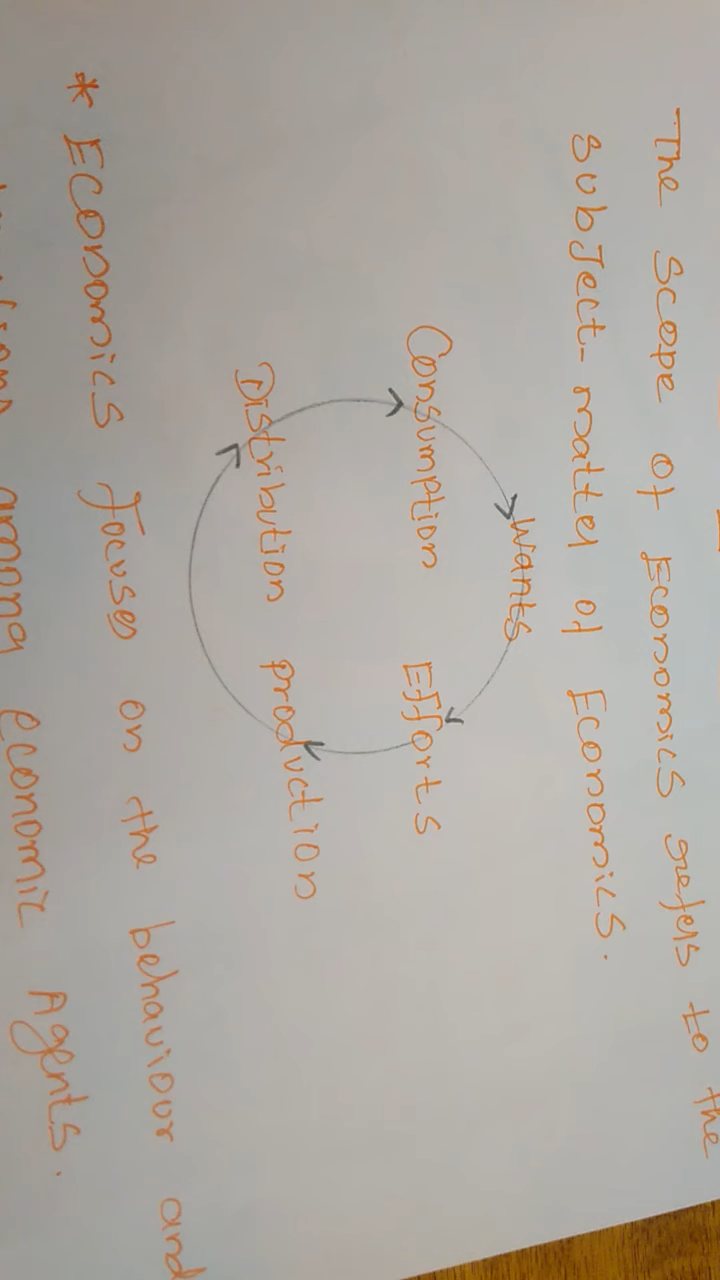 The Scope of Economics refers to the
subject-matter of Economics.
Wants
Consumption Efforts
Distribution Production
* Economics focuses on the behaviour and
among economic Agents.